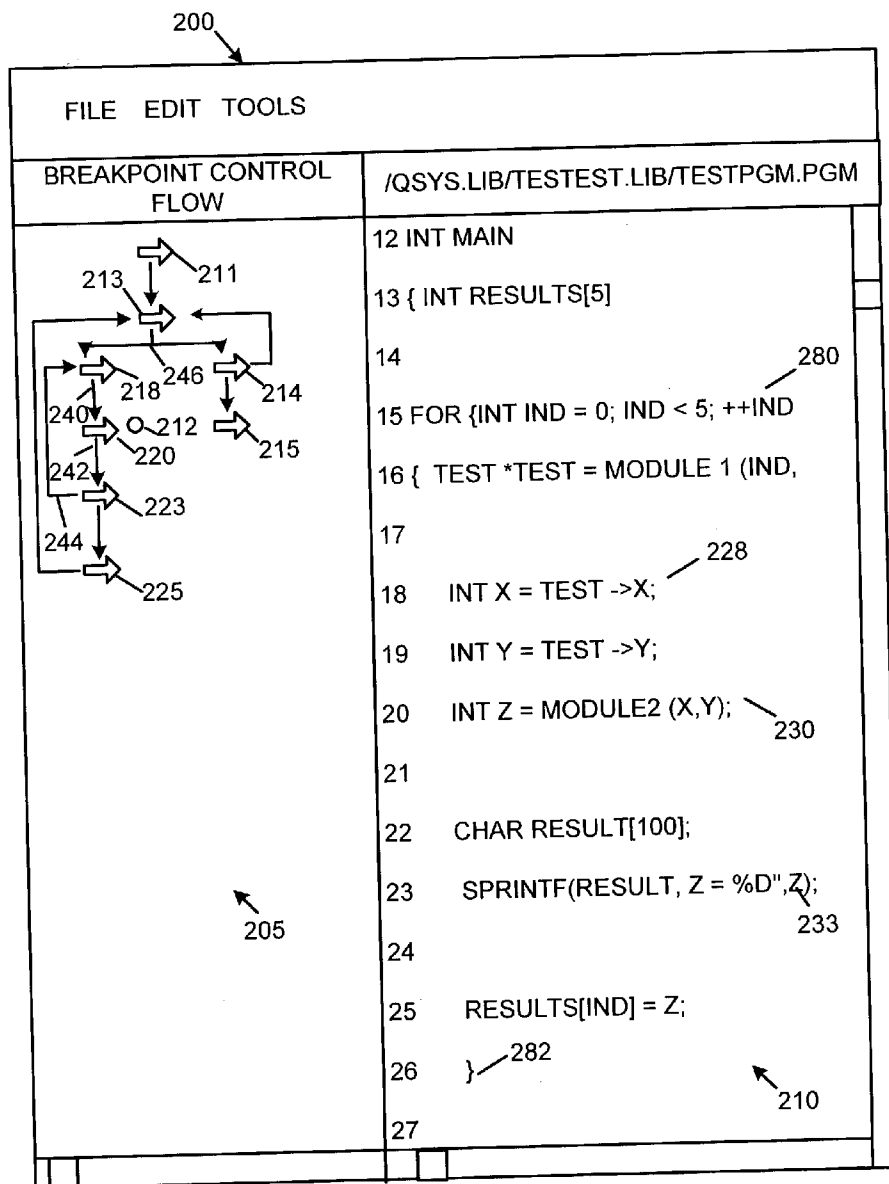 200
FILE EDIT TOOLS
BREAKPOINT CONTROL
FLOW
/QSYS.LIB/TESTEST.LIB/TESTPGM.PGM
211
213
246
218
214
240
212
220
215
242
223
244
225
205
12 INT MAIN
13 { INT RESULTS[5]
14
280
15 FOR {INT IND = 0; IND < 5; ++IND
16 { TEST *TEST = MODULE 1 (IND,
17
228
18 INT X = TEST ->X;
19 INT Y = TEST ->Y;
20 INT Z = MODULE2 (X,Y);
230
21
22 CHAR RESULT[100];
23 SPRINTF(RESULT, Z = %D",Z);
233
24
25 RESULTS[IND] = Z;
26 }
282
210
27